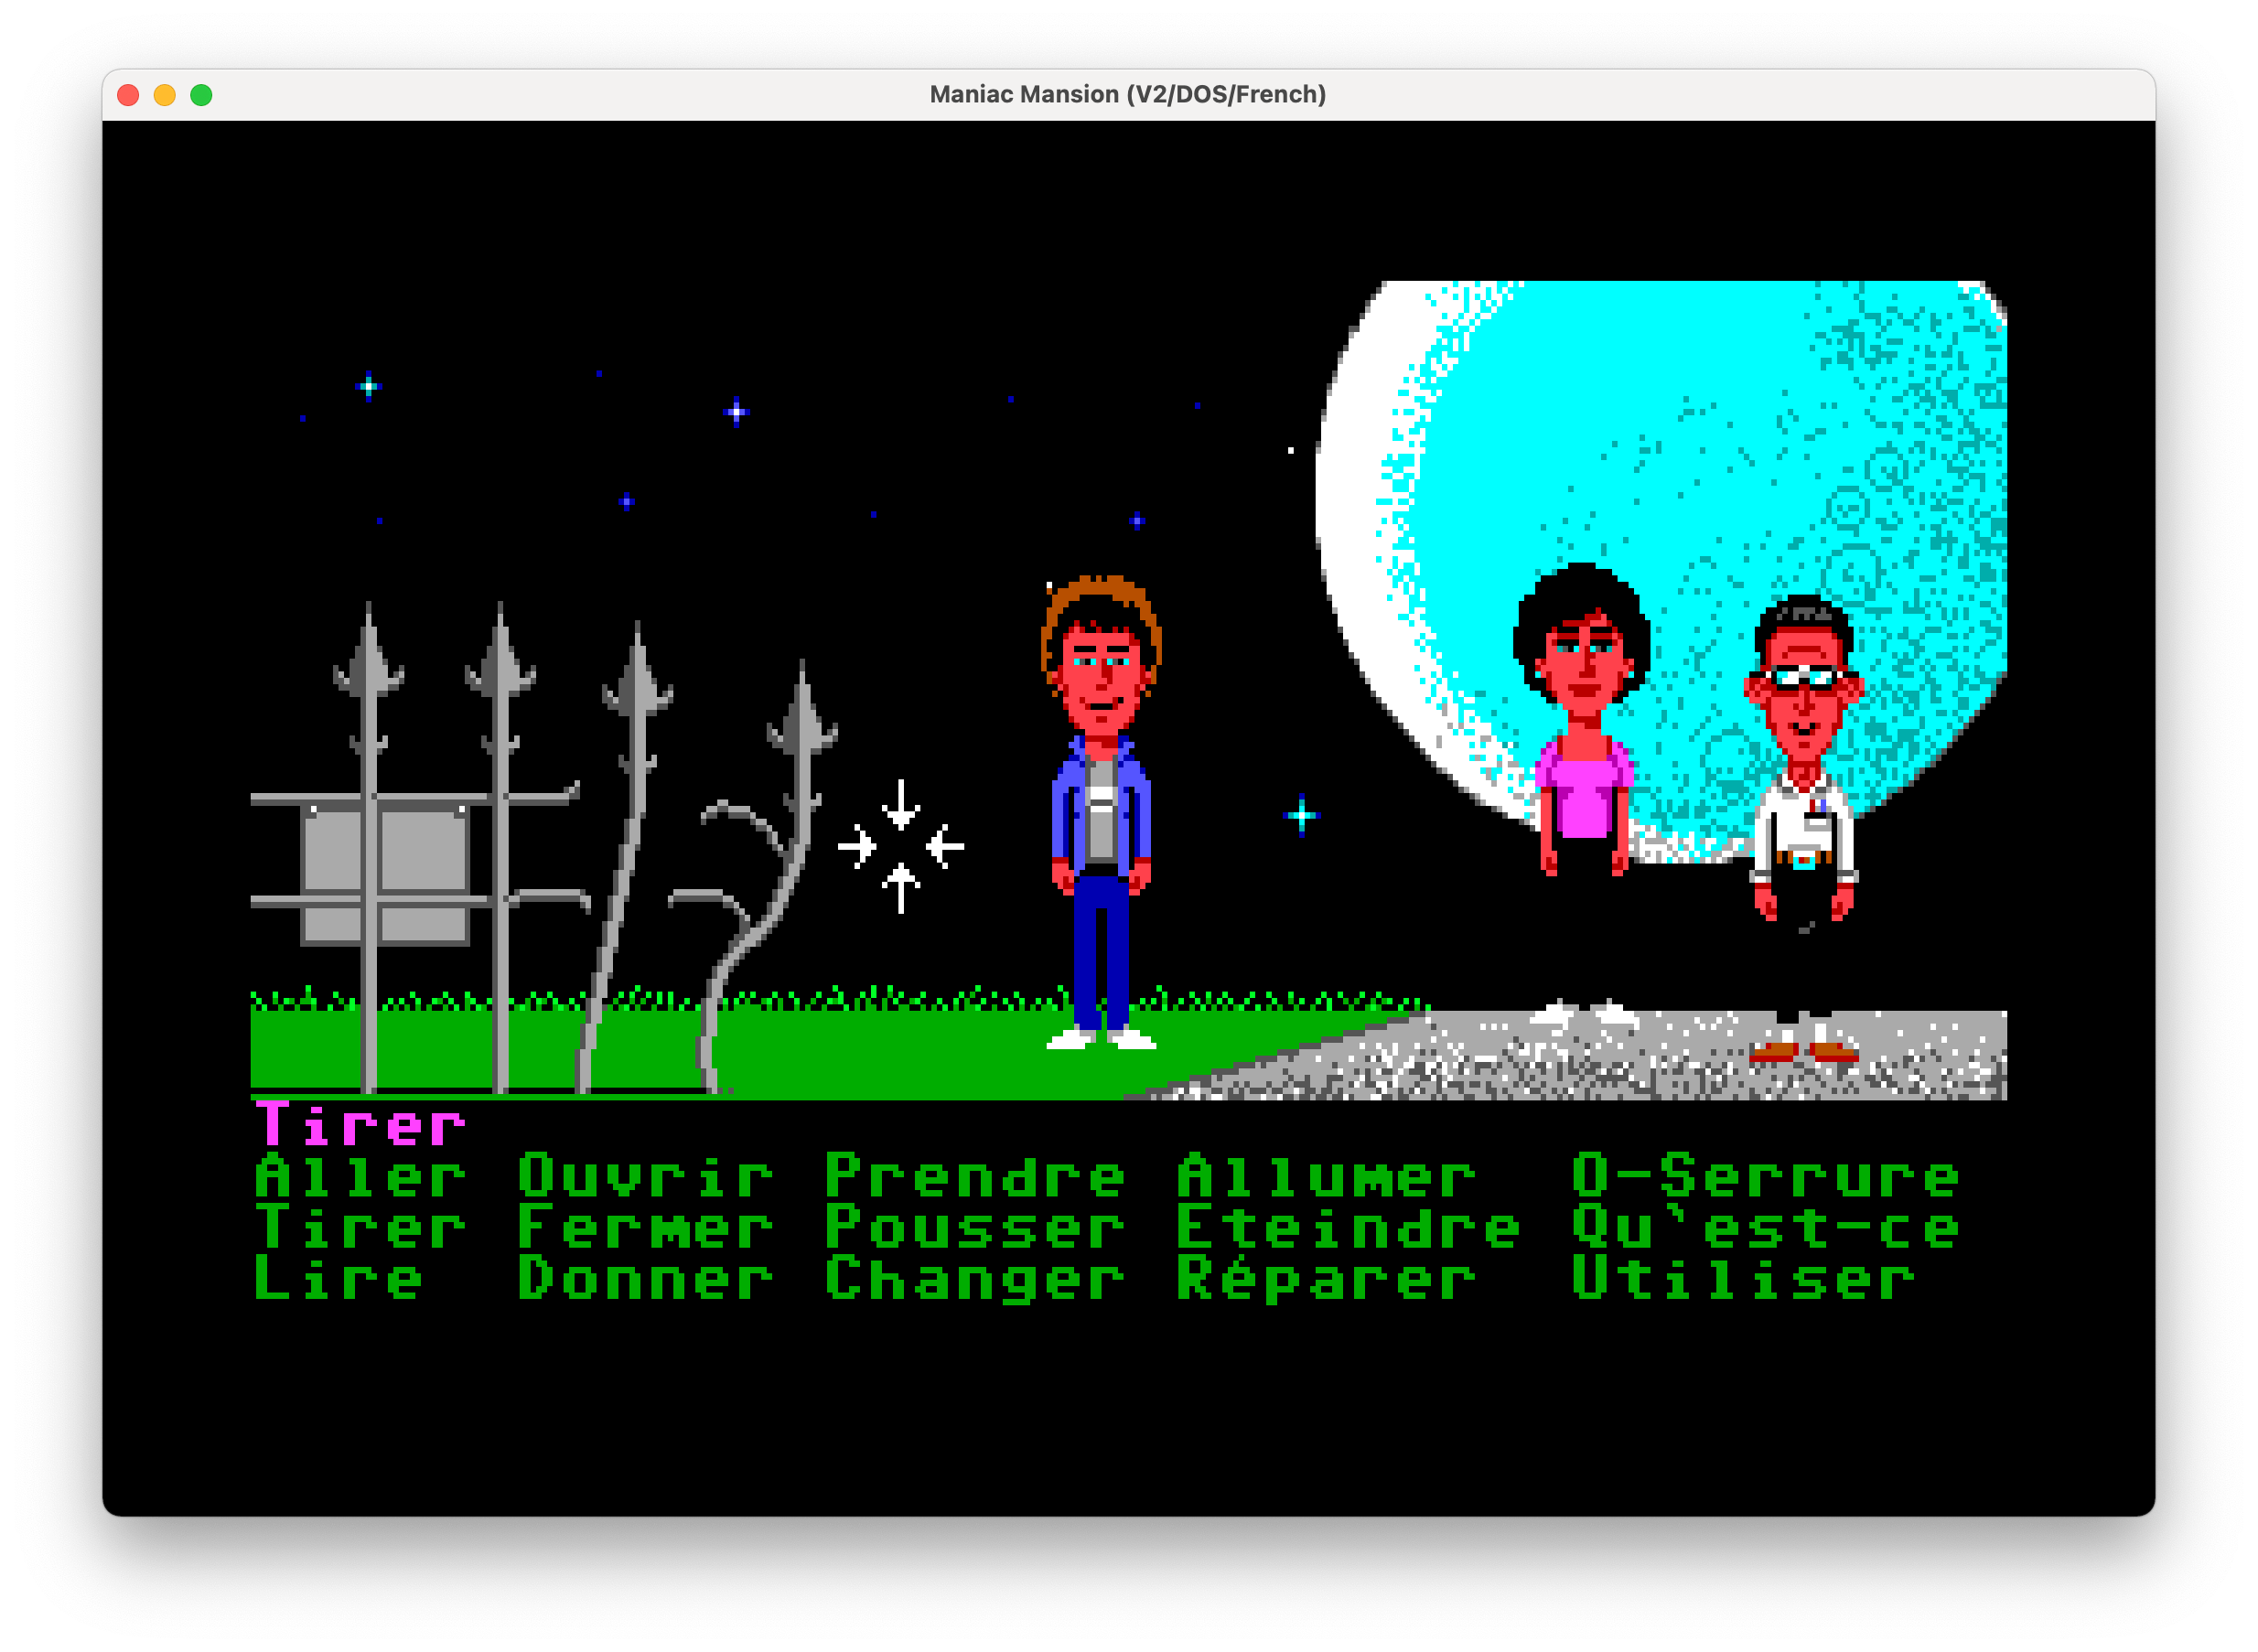 Maniac Mansion (V2/DOS/French)
Tirer
Aller Ouvrir Prendre Allumer O-Serrure
Tirer Fermer Pousser Eteindre Qu`est-ce
Lire Donner Changer Réparer Utiliser